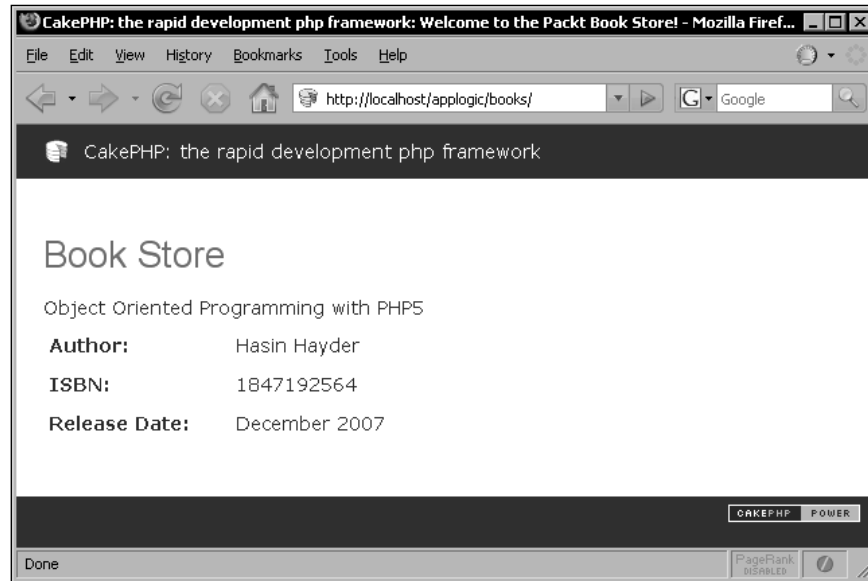 CakePHP: the rapid development php framework: Welcome to the Packt Book Store! - Mozilla Firef...
File Edit View History Bookmarks Tools Help
http://localhost/applogic/books/ G Google
CakePHP: the rapid development php framework
Book Store
Object Oriented Programming with PHP5
Author: Hasin Hayder
ISBN: 1847192564
Release Date: December 2007
CAKEPHP POWER
Done PageRank
DISABLED